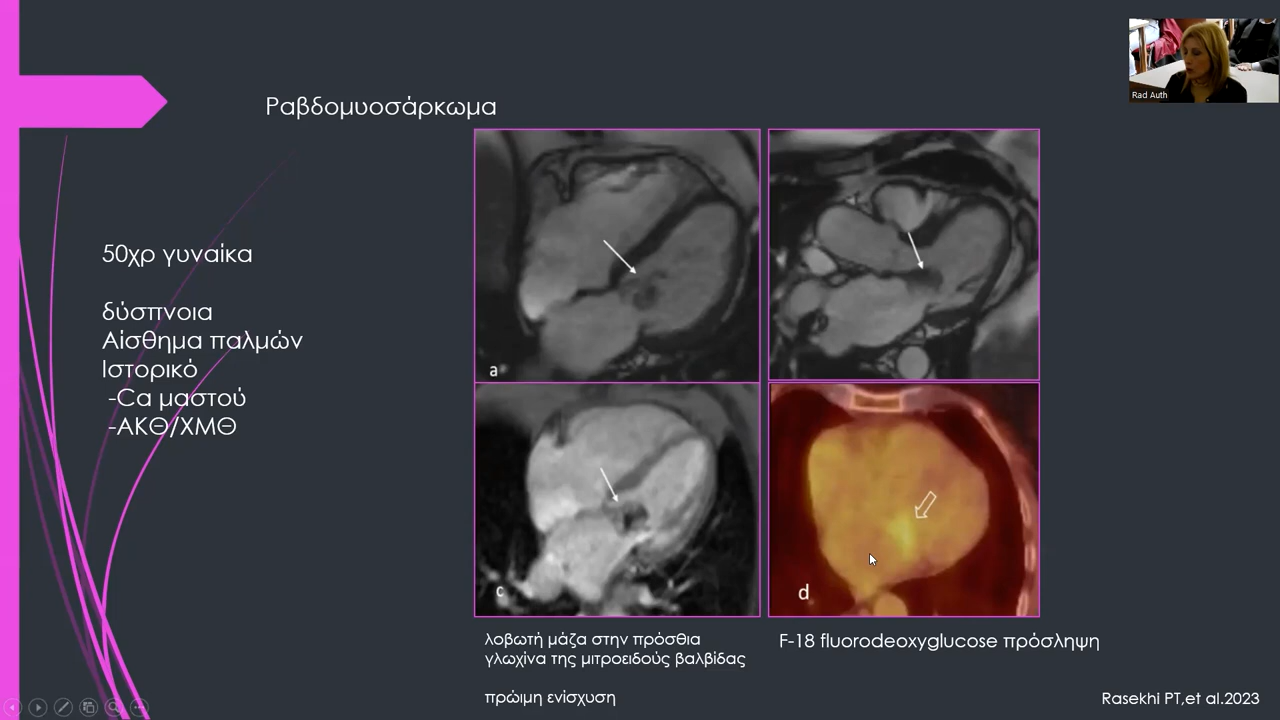 Rad Auth
Ραβδομυοσάρκωμα
50χρ γυναίκα
δύσπνοια
Αίσθημα παλμών
Ιστορικό
-Ca μαστού
-ΑΚΘ/ΧΜΘ
a
c
d
λοβωτή μάζα στην πρόσθια
γλωχίνα της μιτροειδούς βαλβίδας
πρώιμη ενίσχυση
F-18 fluorodeoxyglucose πρόσληψη
Rasekhi PT,et al.2023